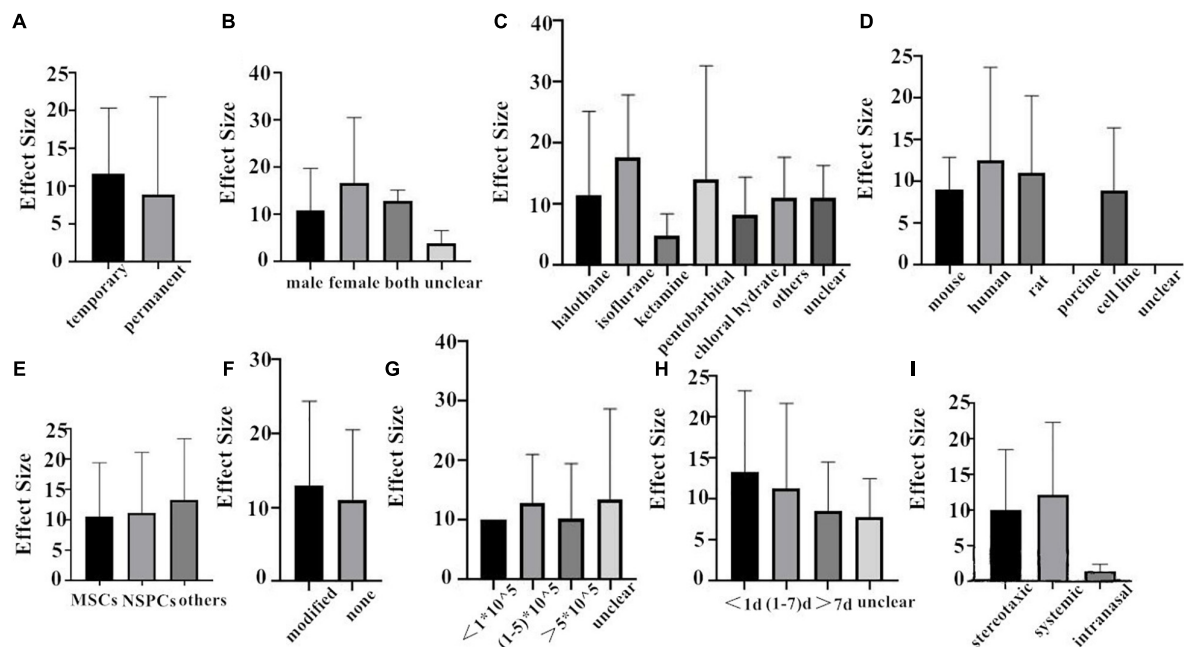 A
Effect Size
25
20
15
10
5
0
temporary
permanent
B
Effect Size
40
30
20
10
0
male female both unclear
C
Effect Size
40
30
20
10
0
halothane
isoflurane
ketamine
pentobarbital
chloral hydrate
others
unclear
D
Effect Size
25
20
15
10
5
0
mouse
human
rat
porcine
cell line
unclear
E
Effect Size
25
20
15
10
5
0
MSCs NSPCs others
F
Effect Size
30
20
10
0
modified
none
G
Effect Size
40
30
20
10
0
<1*10^5
(1-5)*10^5
>5*10^5
unclear
H
Effect Size
25
20
15
10
5
0
<1d (1-7)d >7d unclear
I
Effect Size
25
20
15
10
5
0
stereotaxic
systemic
intranasal